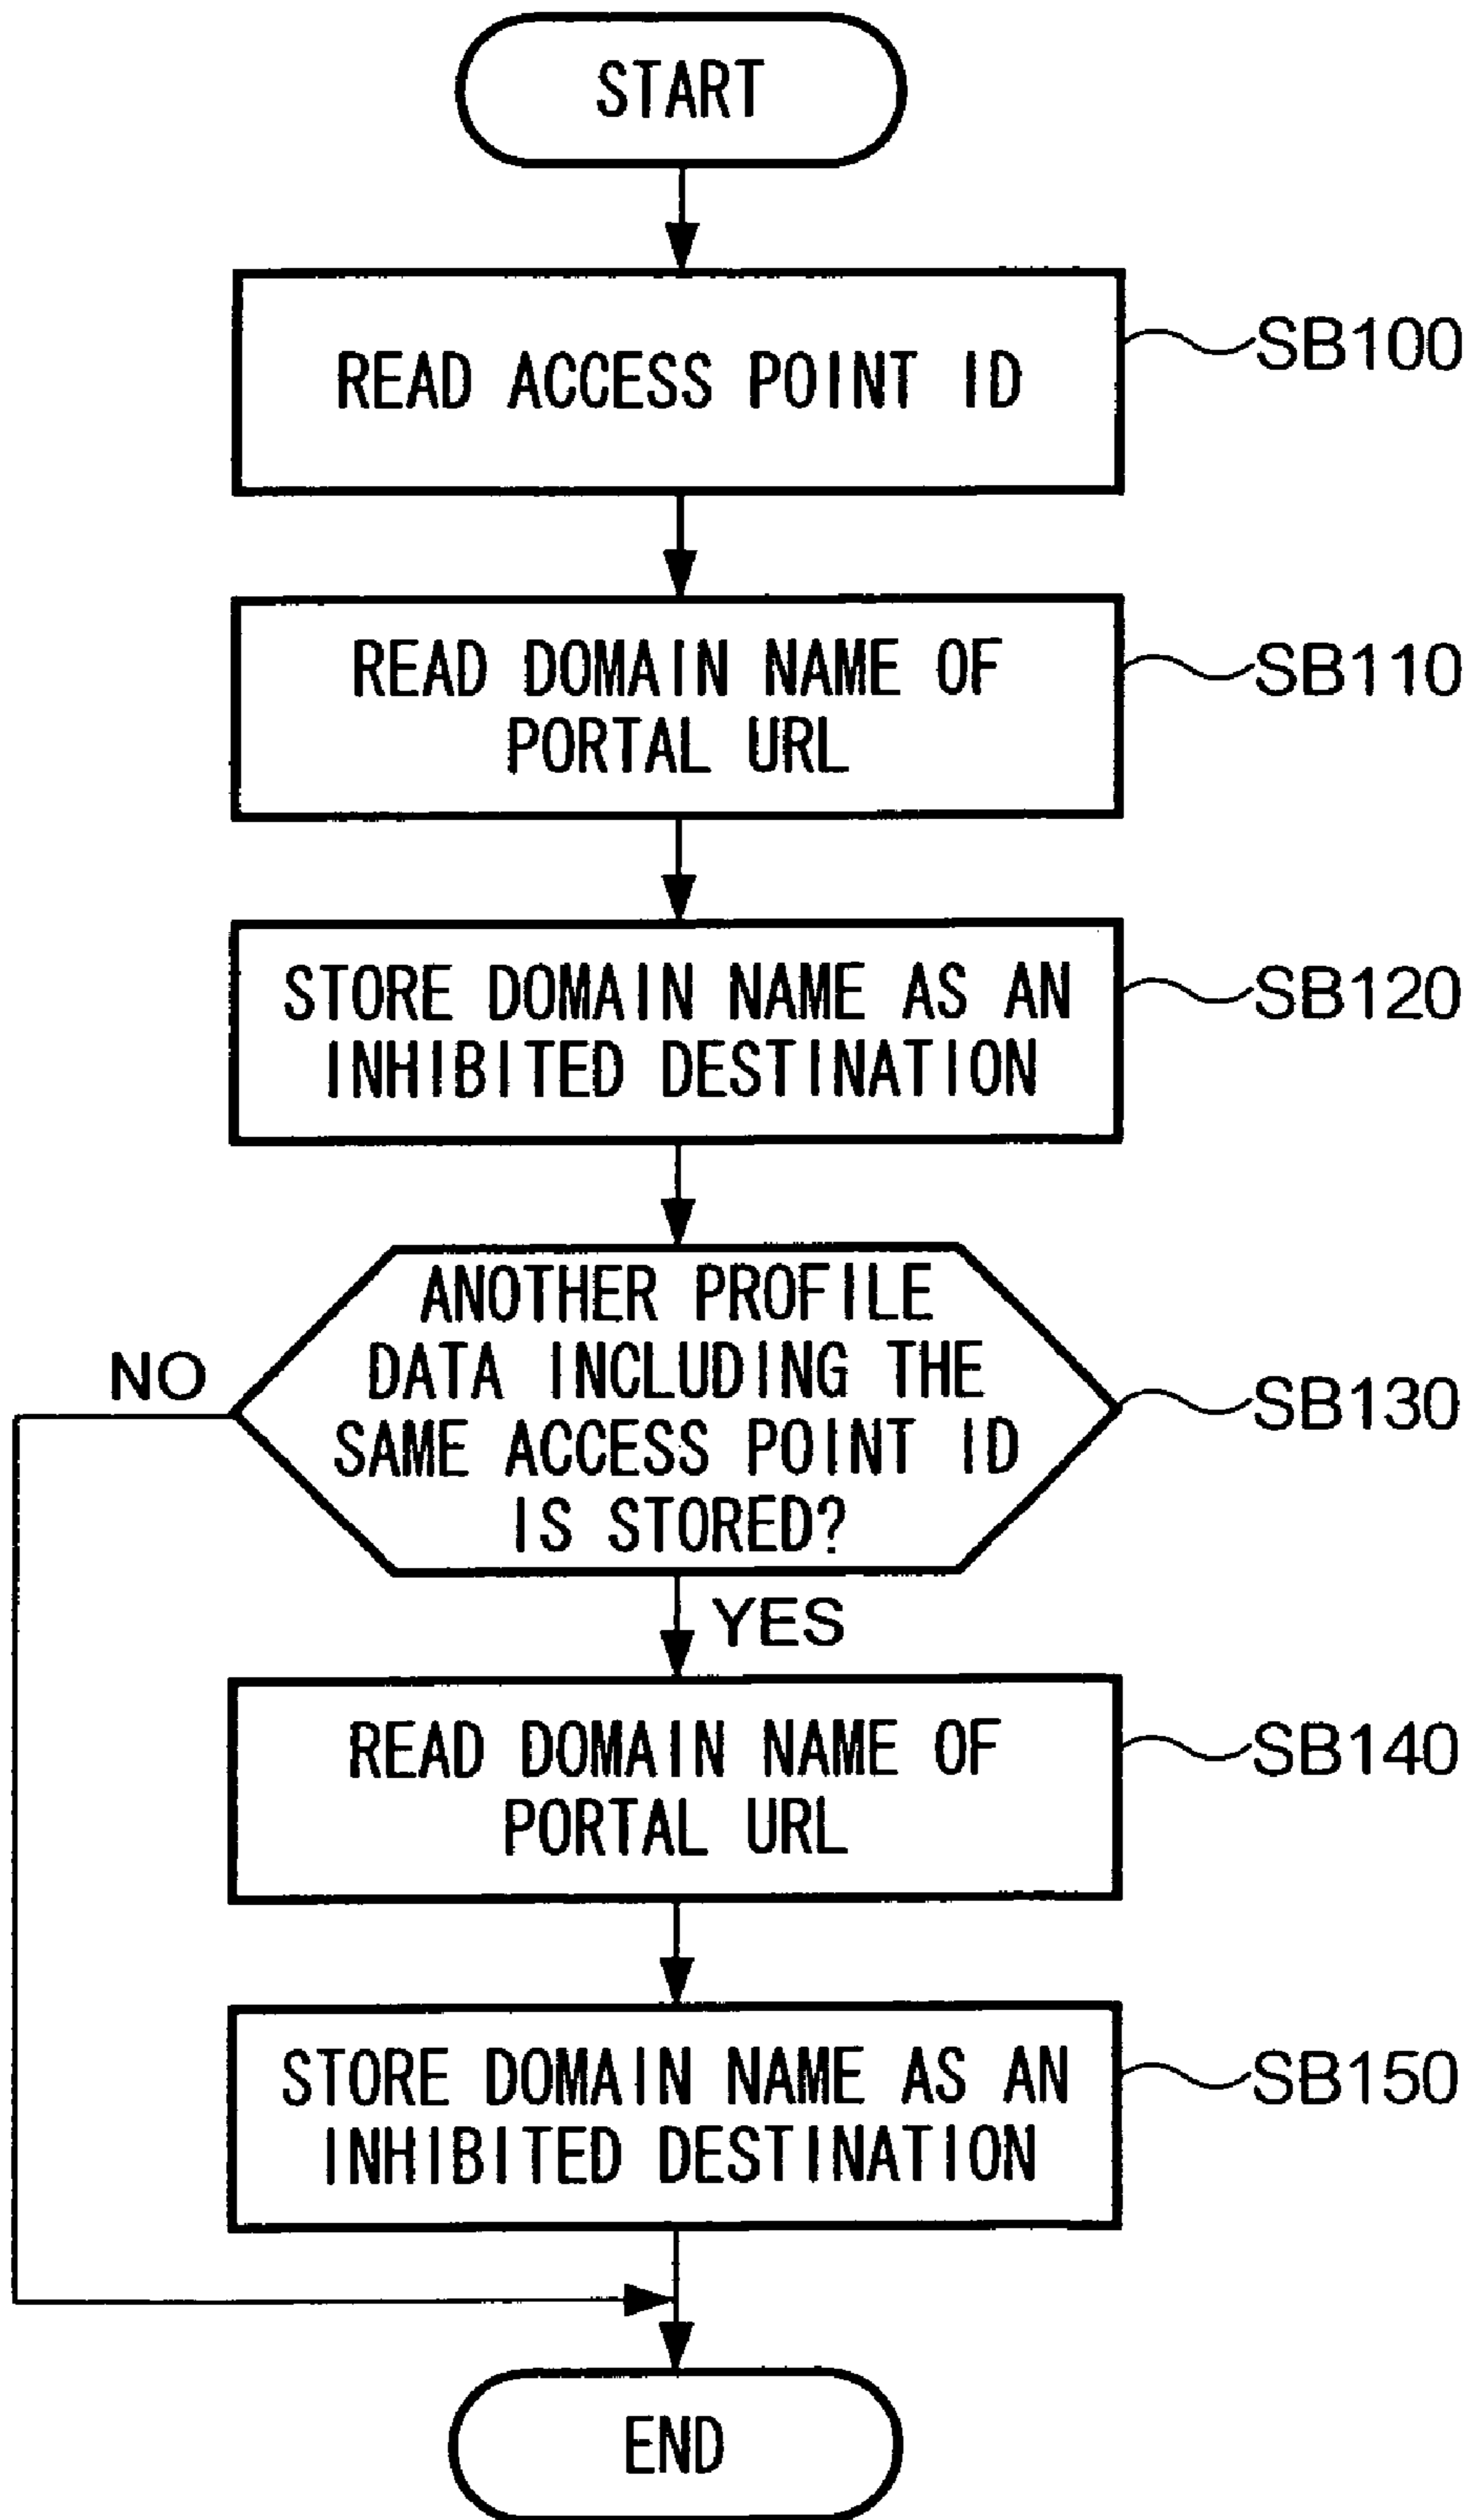 START
READ ACCESS POINT ID
SB100
READ DOMAIN NAME OF
PORTAL URL
SB110
STORE DOMAIN NAME AS AN
INHIBITED DESTINATION
SB120
ANOTHER PROFILE
DATA INCLUDING THE
SAME ACCESS POINT ID
IS STORED?
SB130
NO
YES
READ DOMAIN NAME OF
PORTAL URL
SB140
STORE DOMAIN NAME AS AN
INHIBITED DESTINATION
SB150
END